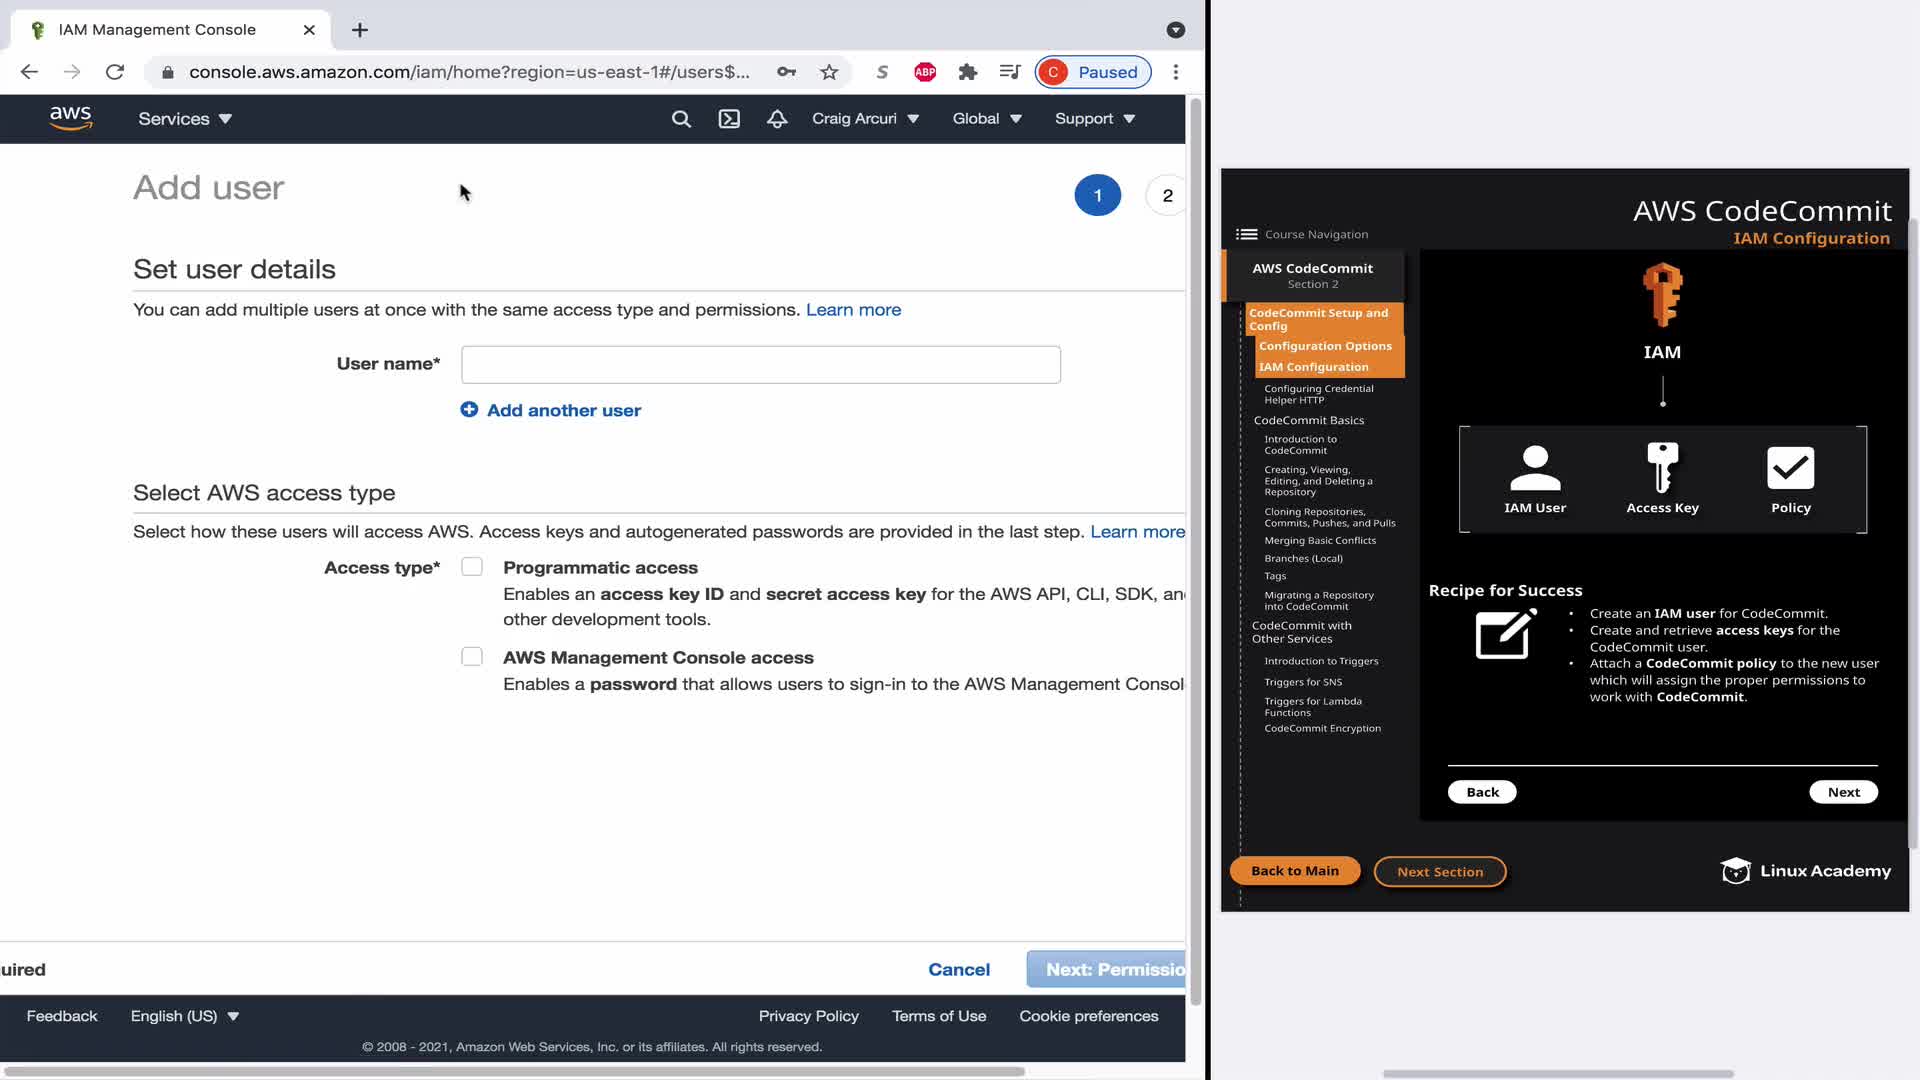 IAM Management Console
console.aws.amazon.com/iam/home?region=us-east-1#/users$...
S
ABP
C Paused
aws
Services
Craig Arcuri
Global
Support
Add user
1
2
Set user details
You can add multiple users at once with the same access type and permissions. Learn more
User name*
Add another user
Select AWS access type
Select how these users will access AWS. Access keys and autogenerated passwords are provided in the last step. Learn more
Access type*
Programmatic access
Enables an access key ID and secret access key for the AWS API, CLI, SDK, and
other development tools.
AWS Management Console access
Enables a password that allows users to sign-in to the AWS Management Consol
uired
Cancel
Next: Permissio
Feedback
English (US)
Privacy Policy
Terms of Use
Cookie preferences
© 2008 - 2021, Amazon Web Services, Inc. or its affiliates. All rights reserved.
AWS CodeCommit
IAM Configuration
Course Navigation
AWS CodeCommit
Section 2
CodeCommit Setup and
Config
Configuration Options
IAM Configuration
Configuring Credential
Helper HTTP
CodeCommit Basics
Introduction to
CodeCommit
Creating, Viewing,
Editing, and Deleting a
Repository
Cloning Repositories,
Commits, Pushes, and Pulls
Merging Basic Conflicts
Branches (Local)
Tags
Migrating a Repository
into CodeCommit
CodeCommit with
Other Services
Introduction to Triggers
Triggers for SNS
Triggers for Lambda
Functions
CodeCommit Encryption
IAM
IAM User
Access Key
Policy
Recipe for Success
• Create an IAM user for CodeCommit.
• Create and retrieve access keys for the
CodeCommit user.
• Attach a CodeCommit policy to the new user
which will assign the proper permissions to
work with CodeCommit.
Back
Next
Back to Main
Next Section
Linux Academy